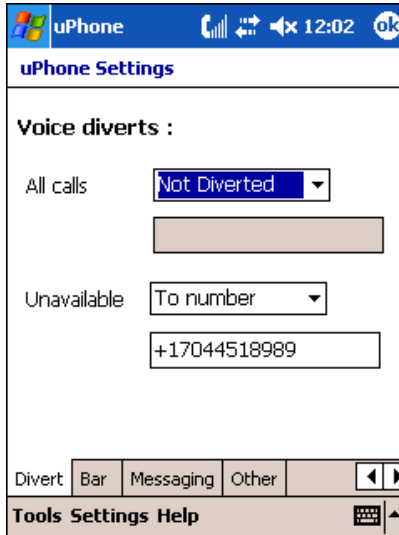 uPhone 12:02 ok
uPhone Settings
Voice diverts :
All calls Not Diverted
Unavailable To number
+17044518989
Divert Bar Messaging Other
Tools Settings Help